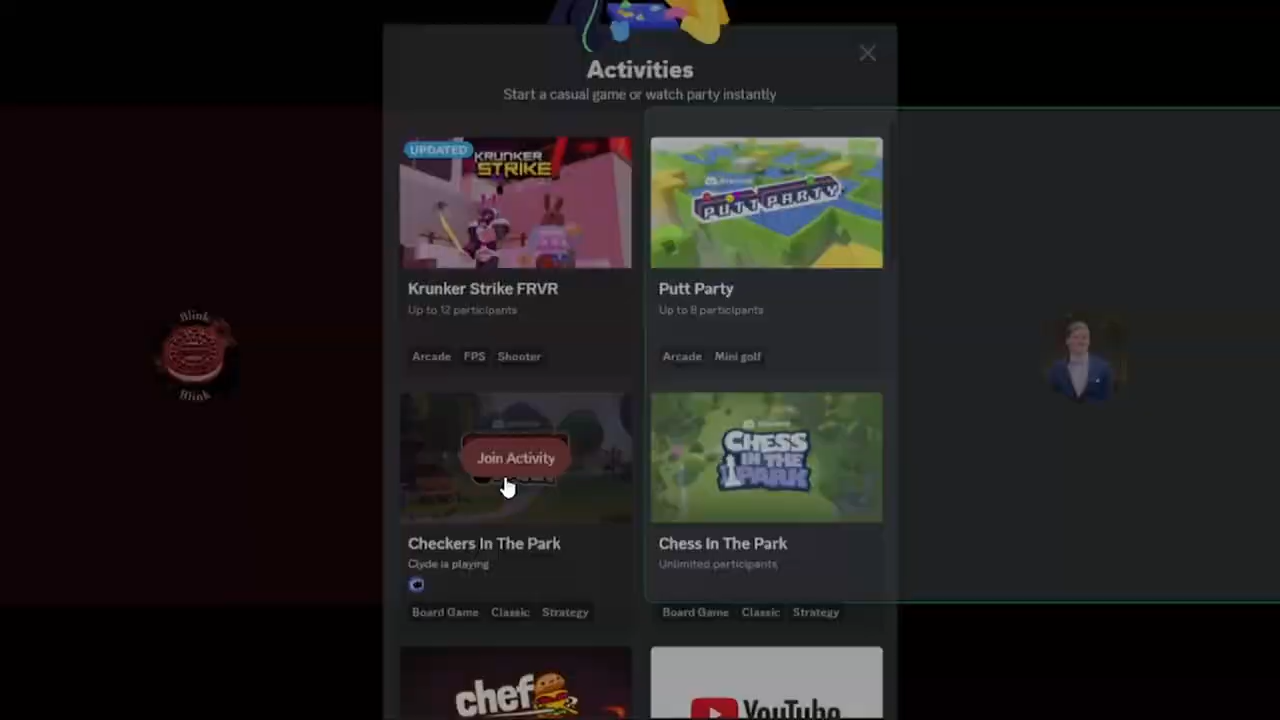 Activities
Start a casual game or watch party instantly
UPDATED
KRUNKER
STRIKE
PUTT PARTY
Krunker Strike FRVR
Up to 12 participants
Arcade FPS Shooter
Putt Party
Up to 8 participants
Arcade Mini golf
Blink
Blink
Join Activity
CHESS
IN THE
PARK
Checkers In The Park
Clyde is playing
Board Game Classic Strategy
Chess In The Park
Unlimited participants
Board Game Classic Strategy
chef
YouTube